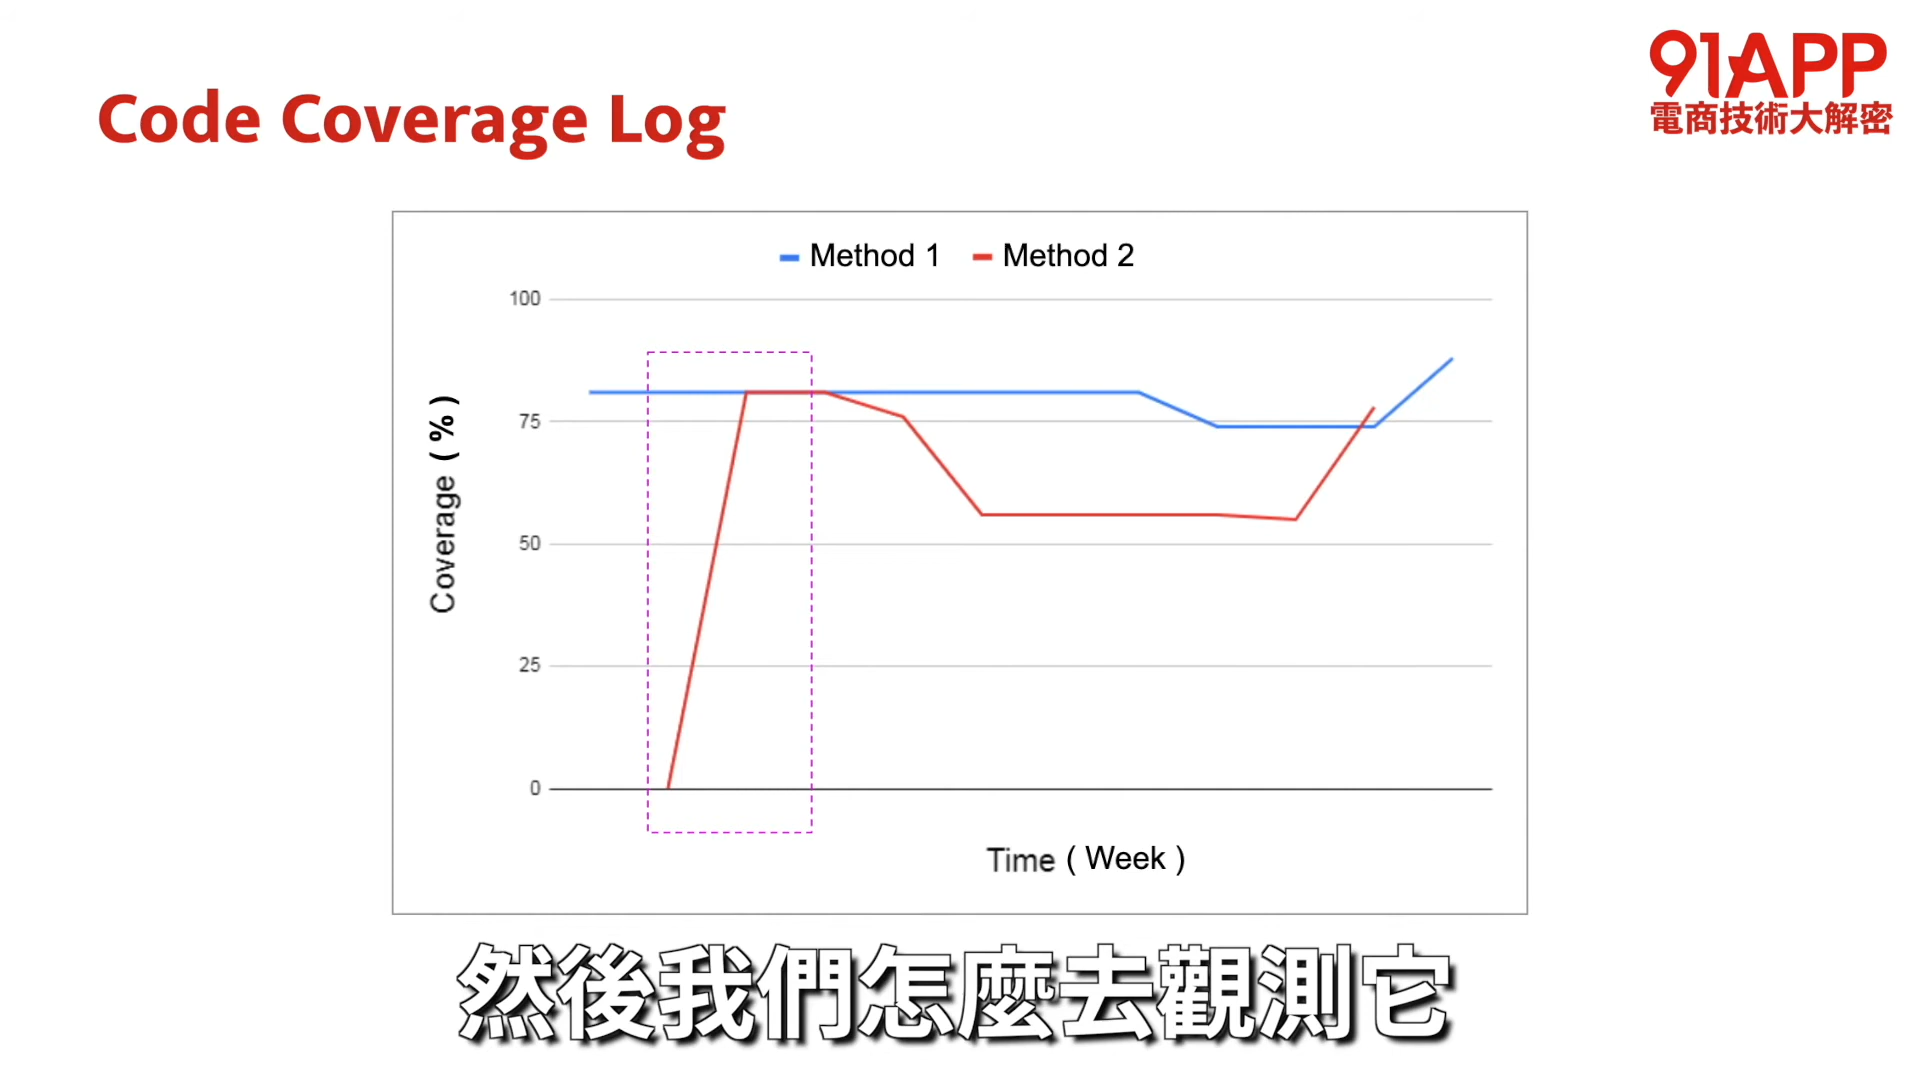 91APP
電商技術大解密
Code Coverage Log
Method 1 Method 2
100
75
50
25
0
Coverage ( % )
Time ( Week )
然後我們怎麼去觀測它